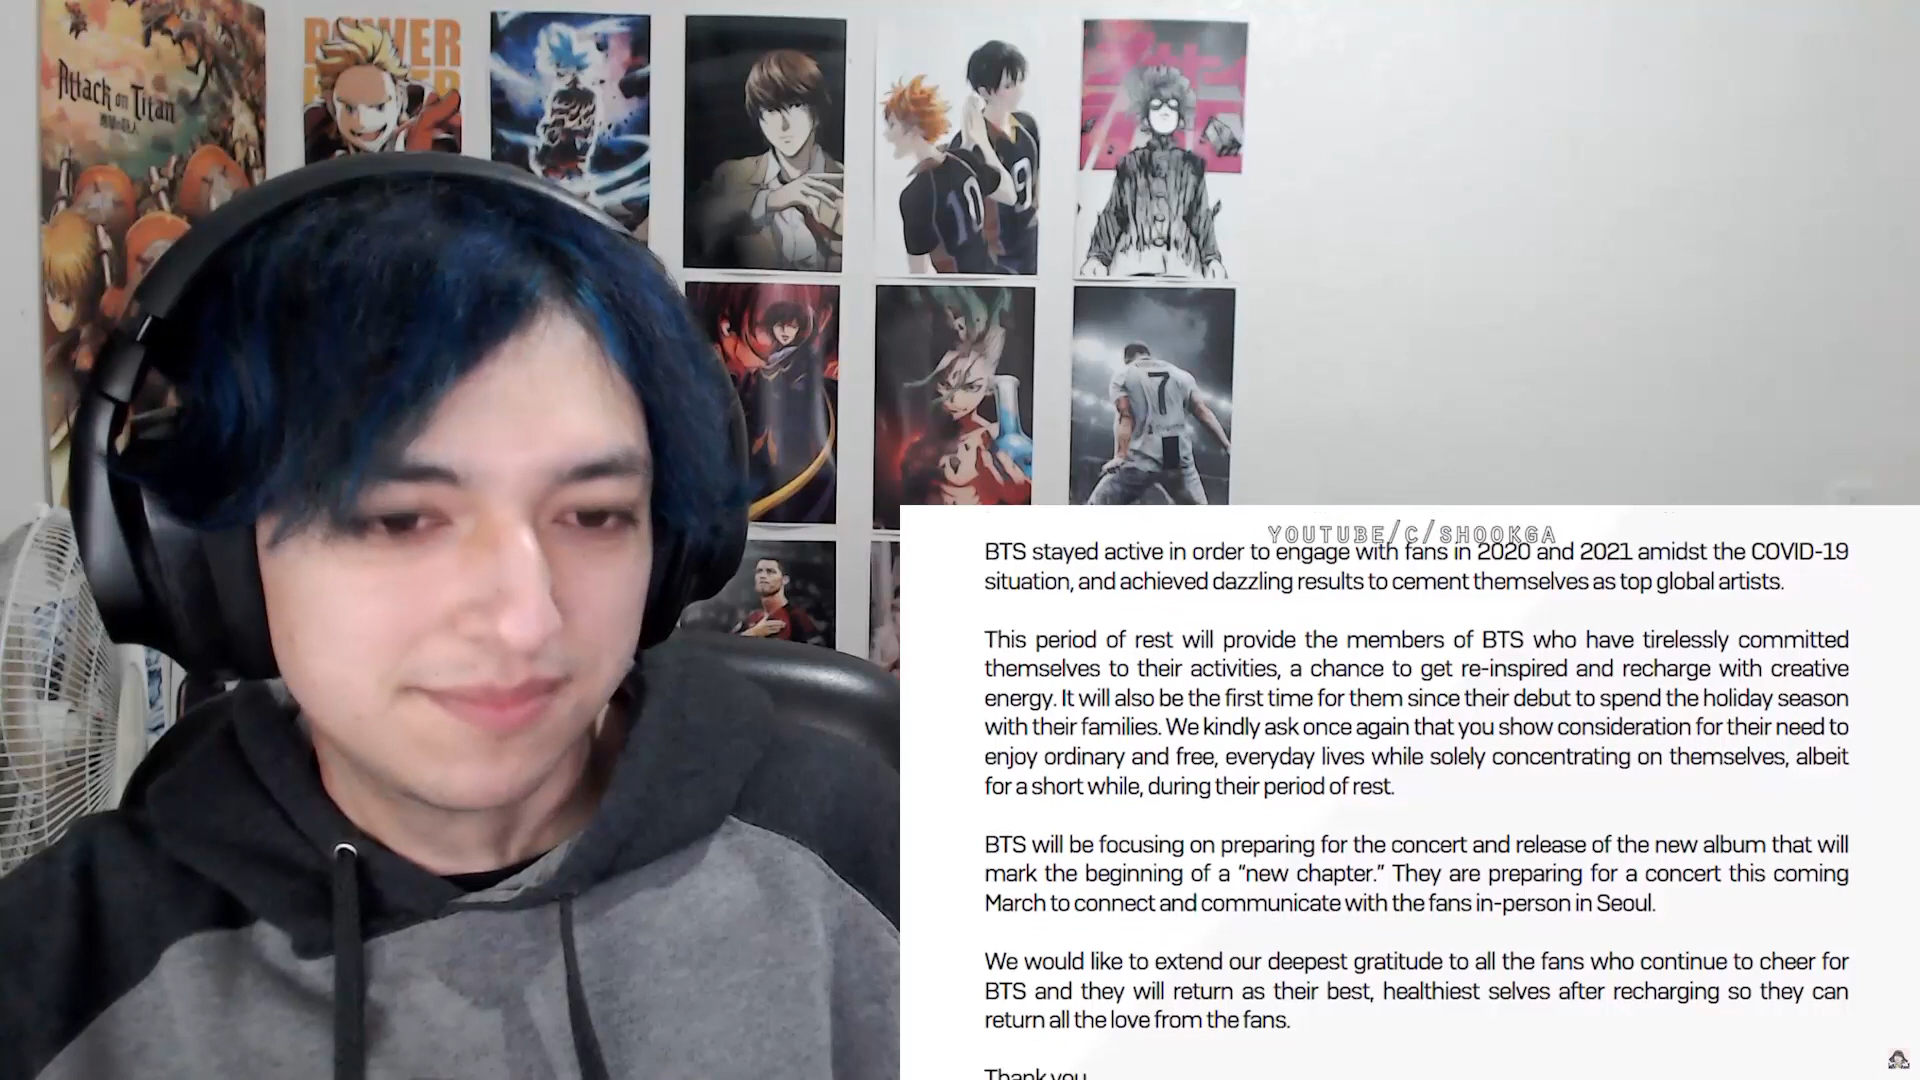 Attack on Titan
POWER
10
9
7
YOUTUBE/C/SHOOKGA
BTS stayed active in order to engage with fans in 2020 and 2021 amidst the COVID-19
situation, and achieved dazzling results to cement themselves as top global artists.
This period of rest will provide the members of BTS who have tirelessly committed
themselves to their activities, a chance to get re-inspired and recharge with creative
energy. It will also be the first time for them since their debut to spend the holiday season
with their families. We kindly ask once again that you show consideration for their need to
enjoy ordinary and free, everyday lives while solely concentrating on themselves, albeit
for a short while, during their period of rest.
BTS will be focusing on preparing for the concert and release of the new album that will
mark the beginning of a “new chapter.” They are preparing for a concert this coming
March to connect and communicate with the fans in-person in Seoul.
We would like to extend our deepest gratitude to all the fans who continue to cheer for
BTS and they will return as their best, healthiest selves after recharging so they can
return all the love from the fans.
Thank you